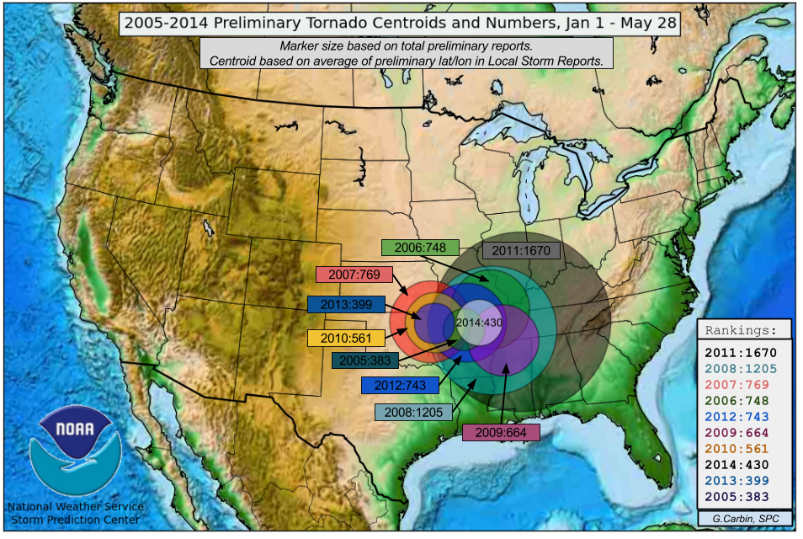 2005-2014 Preliminary Tornado Centroids and Numbers, Jan 1 - May 28
Marker size based on total preliminary reports.
Centroid based on average of preliminary lat/lon in Local Storm Reports.
2006:748
2011:1670
2007:769
2013:399
2014:430
2010:561
2005:383
2012:743
2008:1205
2009:664
Rankings:
2011:1670
2008:1205
2007:769
2006:748
2012:743
2009:664
2010:561
2014:430
2013:399
2005:383
G.Carbin, SPC
NOAA
National Weather Service
Storm Prediction Center